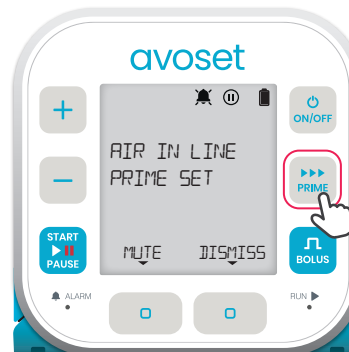 avoset
ON/OFF
AIR IN LINE
PRIME SET
PRIME
START
PAUSE
MUTE
DISMISS
BOLUS
ALARM
RUN